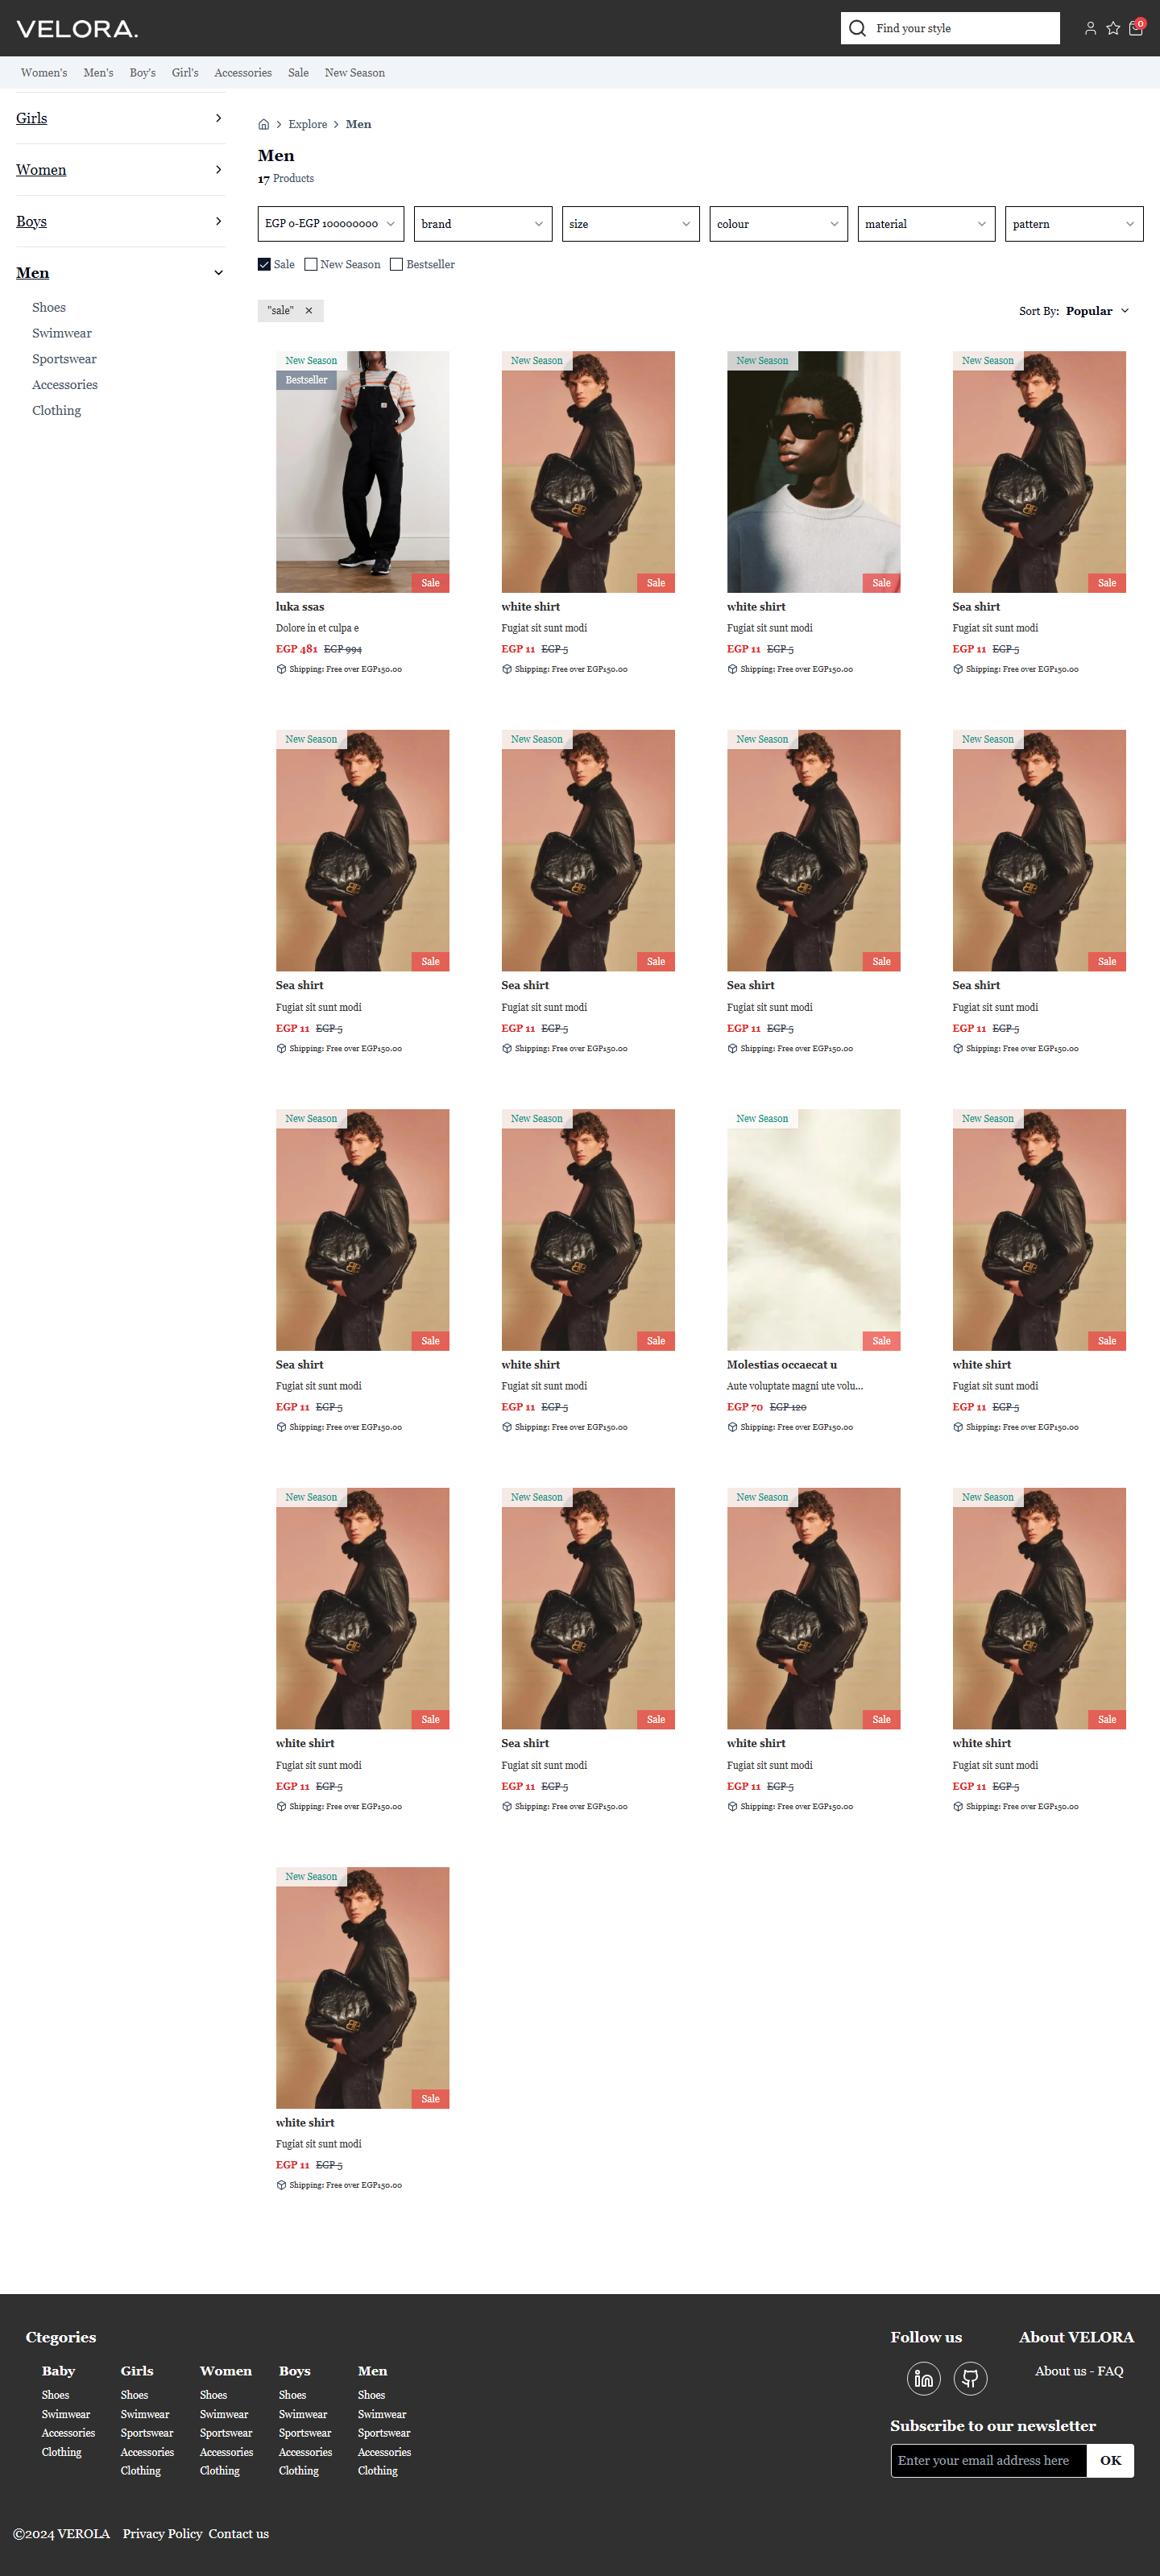 VELORA.
Find your style
0
Women's Men's Boy's Girl's Accessories Sale New Season
Girls
Women
Boys
Men
Shoes
Swimwear
Sportswear
Accessories
Clothing
Explore Men
Men
17 Products
EGP 0-EGP 100000000 brand size colour material pattern
Sale New Season Bestseller
"sale" ✕ Sort By: Popular
New Season New Season New Season New Season
Bestseller
Sale Sale Sale Sale
luka ssas white shirt white shirt Sea shirt
Dolore in et culpa e Fugiat sit sunt modi Fugiat sit sunt modi Fugiat sit sunt modi
EGP 481 EGP 994 EGP 11 EGP 5 EGP 11 EGP 5 EGP 11 EGP 5
Shipping: Free over EGP150.00 Shipping: Free over EGP150.00 Shipping: Free over EGP150.00 Shipping: Free over EGP150.00
New Season New Season New Season New Season
Sale Sale Sale Sale
Sea shirt Sea shirt Sea shirt Sea shirt
Fugiat sit sunt modi Fugiat sit sunt modi Fugiat sit sunt modi Fugiat sit sunt modi
EGP 11 EGP 5 EGP 11 EGP 5 EGP 11 EGP 5 EGP 11 EGP 5
Shipping: Free over EGP150.00 Shipping: Free over EGP150.00 Shipping: Free over EGP150.00 Shipping: Free over EGP150.00
New Season New Season New Season New Season
Sale Sale Sale Sale
Sea shirt white shirt Molestias occaecat u white shirt
Fugiat sit sunt modi Fugiat sit sunt modi Aute voluptate magni ute volu... Fugiat sit sunt modi
EGP 11 EGP 5 EGP 11 EGP 5 EGP 70 EGP 120 EGP 11 EGP 5
Shipping: Free over EGP150.00 Shipping: Free over EGP150.00 Shipping: Free over EGP150.00 Shipping: Free over EGP150.00
New Season New Season New Season New Season
Sale Sale Sale Sale
white shirt Sea shirt white shirt white shirt
Fugiat sit sunt modi Fugiat sit sunt modi Fugiat sit sunt modi Fugiat sit sunt modi
EGP 11 EGP 5 EGP 11 EGP 5 EGP 11 EGP 5 EGP 11 EGP 5
Shipping: Free over EGP150.00 Shipping: Free over EGP150.00 Shipping: Free over EGP150.00 Shipping: Free over EGP150.00
New Season
Sale
white shirt
Fugiat sit sunt modi
EGP 11 EGP 5
Shipping: Free over EGP150.00
Ctegories
Baby Girls Women Boys Men
Shoes Shoes Shoes Shoes Shoes
Swimwear Swimwear Swimwear Swimwear Swimwear
Accessories Sportswear Sportswear Sportswear Sportswear
Clothing Accessories Accessories Accessories Accessories
Clothing Clothing Clothing Clothing
Follow us About VELORA
in About us - FAQ
Subscribe to our newsletter
Enter your email address here OK
©2024 VEROLA Privacy Policy Contact us